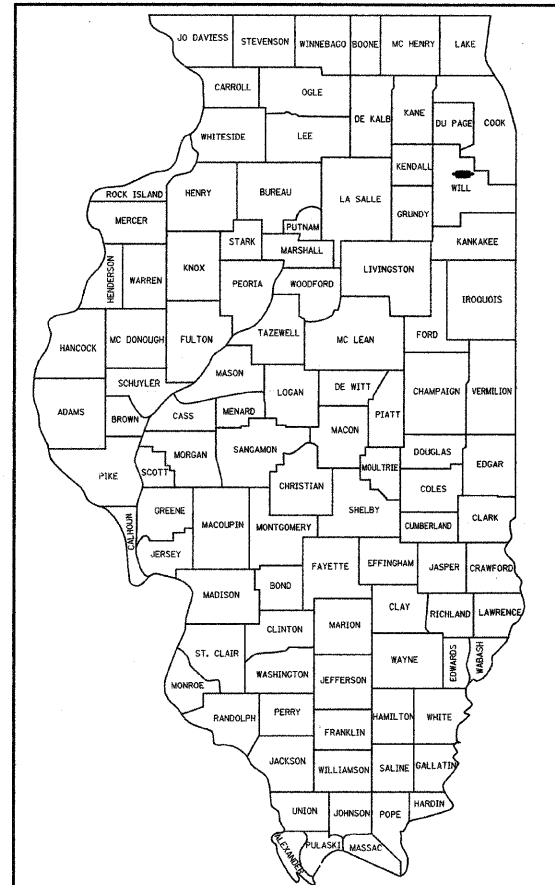 JO DAVIESS
STEVENSON
WINNEBAGO
BOONE
MC HENRY
LAKE
CARROLL
OGLE
DE KALB
KANE
DU PAGE
COOK
WHITESIDE
LEE
KENDALL
WILL
ROCK ISLAND
HENRY
BUREAU
LA SALLE
GRUNDY
MERCER
PUTNAM
STARK
MARSHALL
KANKAKEE
HENDERSON
WARREN
KNOX
PEORIA
WOODFORD
LIVINGSTON
IROQUOIS
HANCOCK
MC DONOUGH
FULTON
TAZEWELL
MC LEAN
FORD
MASON
SCHUYLER
LOGAN
DE WITT
CHAMPAIGN
VERMILION
ADAMS
BROWN
CASS
MENARD
PIATT
MACON
MORGAN
SANGAMON
MOULTRIE
DOUGLAS
EDGAR
PIKE
SCOTT
CHRISTIAN
COLES
CALHOUN
GREENE
MACOUPIN
MONTGOMERY
SHELBY
CUMBERLAND
CLARK
JERSEY
FAYETTE
EFFINGHAM
JASPER
CRAWFORD
MADISON
BOND
CLAY
RICHLAND
LAWRENCE
CLINTON
MARION
ST. CLAIR
WAYNE
EDWARDS
WABASH
WASHINGTON
JEFFERSON
MONROE
RANDOLPH
PERRY
HAMILTON
WHITE
FRANKLIN
JACKSON
WILLIAMSON
SALINE
GALLATIN
UNION
JOHNSON
POPE
HARDIN
ALEXANDER
PULASKI
MASSAC